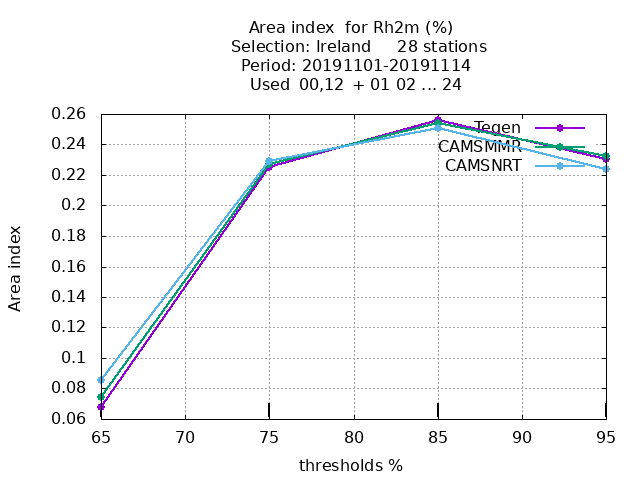 Area index  for Rh2m (%)
Selection: Ireland     28 stations
Period: 20191101-20191114
Used  00,12  + 01 02 ... 24
0.26
0.24
0.22
0.2
0.18
0.16
0.14
0.12
0.1
0.08
0.06
Area index
Tegen
CAMSMMR
CAMSNRT
65 70 75 80 85 90 95
thresholds %